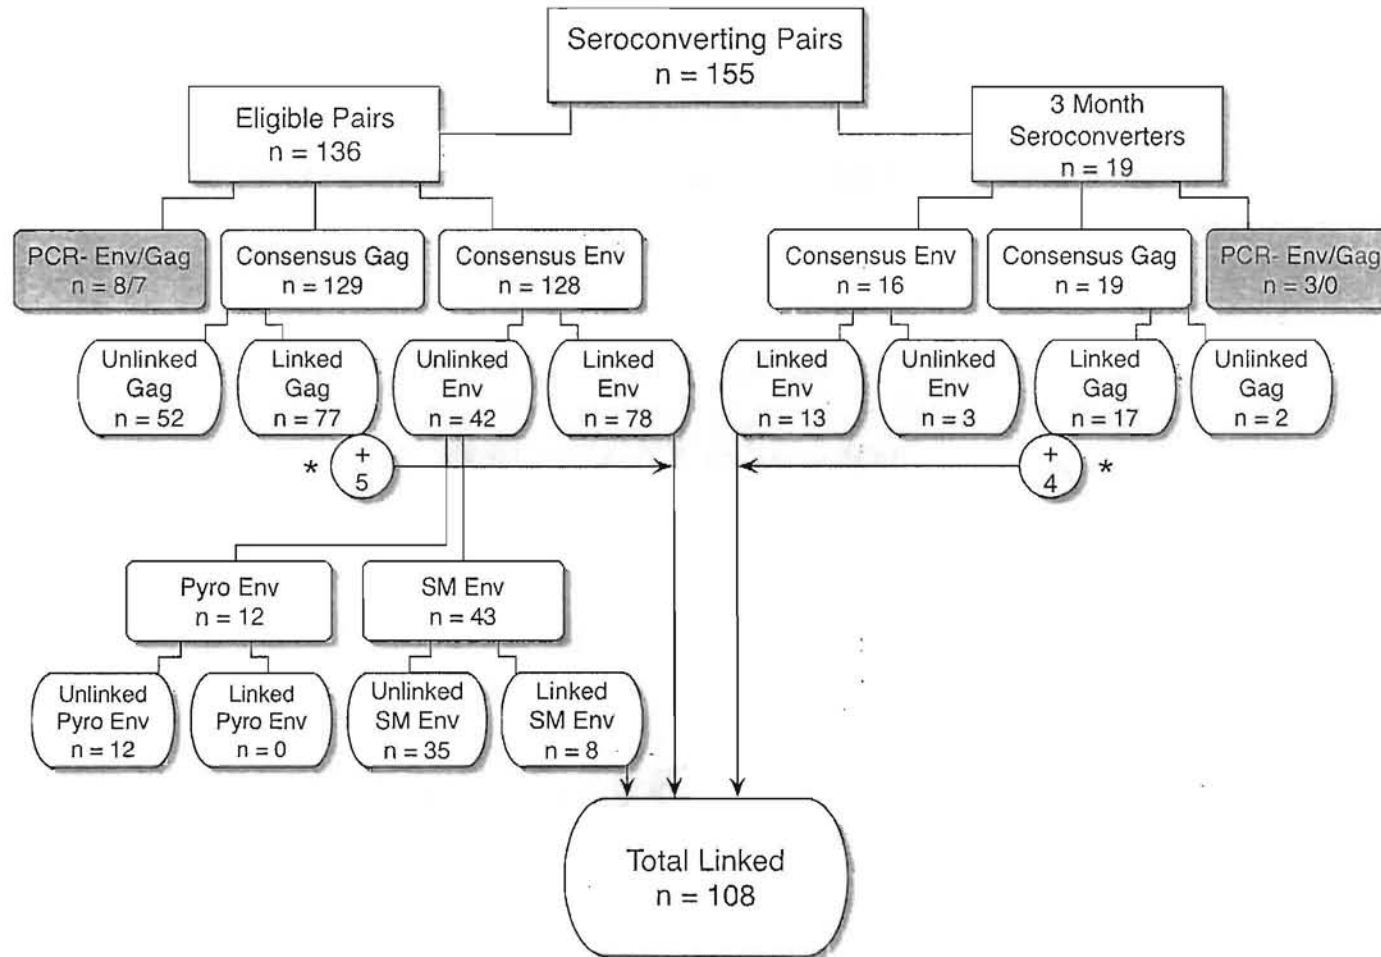 Seroconverting Pairs
n = 155
Eligible Pairs
n = 136
3 Month
Seroconverters
n = 19
PCR- Env/Gag
n = 8/7
Consensus Gag
n = 129
Consensus Env
n = 128
Consensus Env
n = 16
Consensus Gag
n = 19
PCR- Env/Gag
n = 3/0
Unlinked
Gag
n = 52
Linked
Gag
n = 77
Unlinked
Env
n = 42
Linked
Env
n = 78
Linked
Env
n = 13
Unlinked
Env
n = 3
Linked
Gag
n = 17
Unlinked
Gag
n = 2
*
+
5
+
4
*
Pyro Env
n = 12
SM Env
n = 43
Unlinked
Pyro Env
n = 12
Linked
Pyro Env
n = 0
Unlinked
SM Env
n = 35
Linked
SM Env
n = 8
Total Linked
n = 108